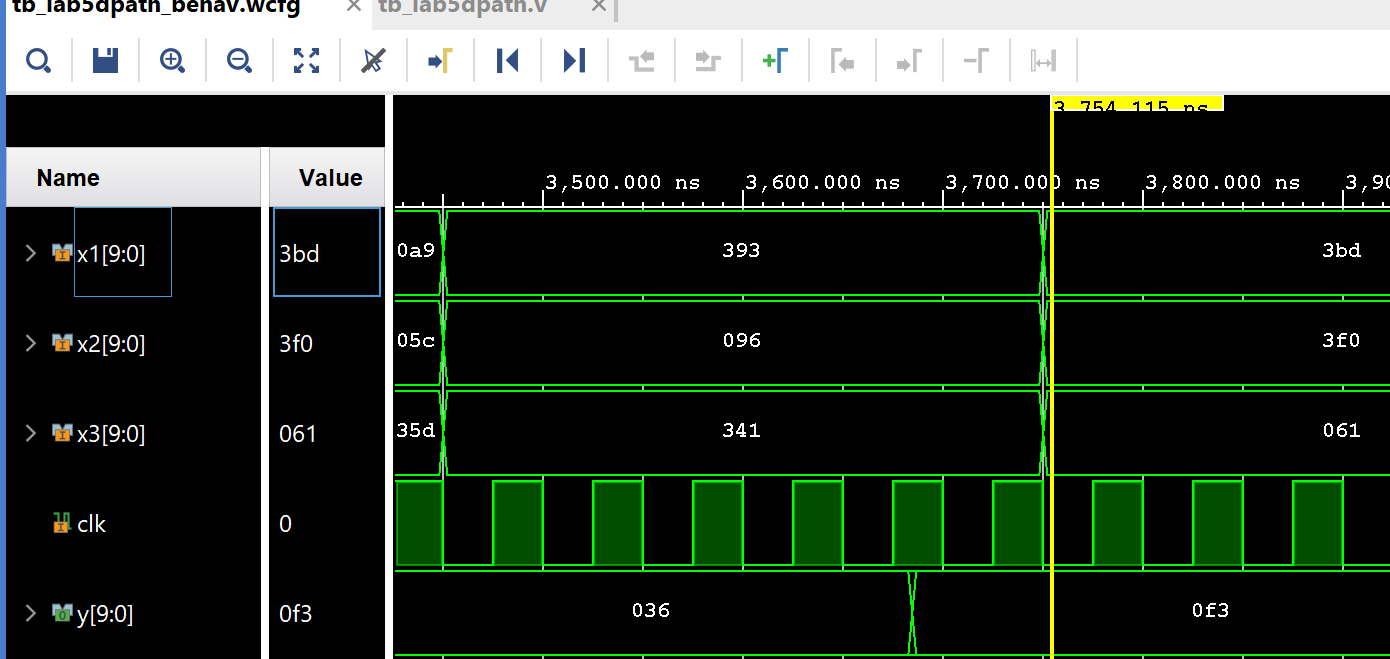 tb_lab5dpath_behav.wcfg tb_lab5dpath.v
3,754.115 ns
Name Value
3,500.000 ns 3,600.000 ns 3,700.000 ns 3,800.000 ns 3,90
x1[9:0] 3bd 0a9 393 3bd
x2[9:0] 3f0 05c 096 3f0
x3[9:0] 061 35d 341 061
clk 0
y[9:0] 0f3 036 0f3